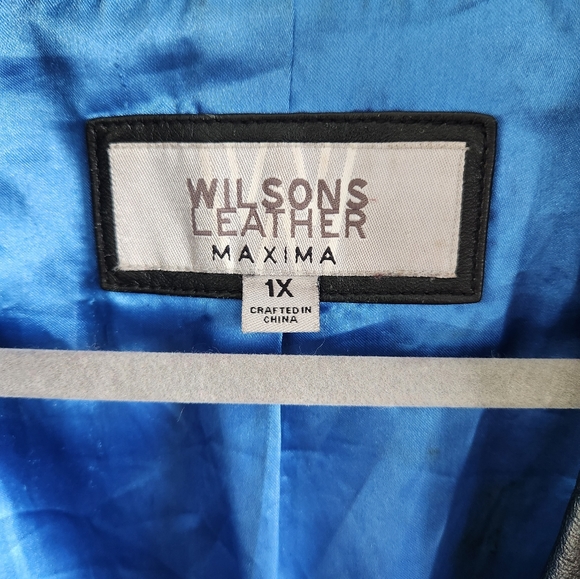 WILSONS
LEATHER
MAXIMA
1X
CRAFTED IN
CHINA